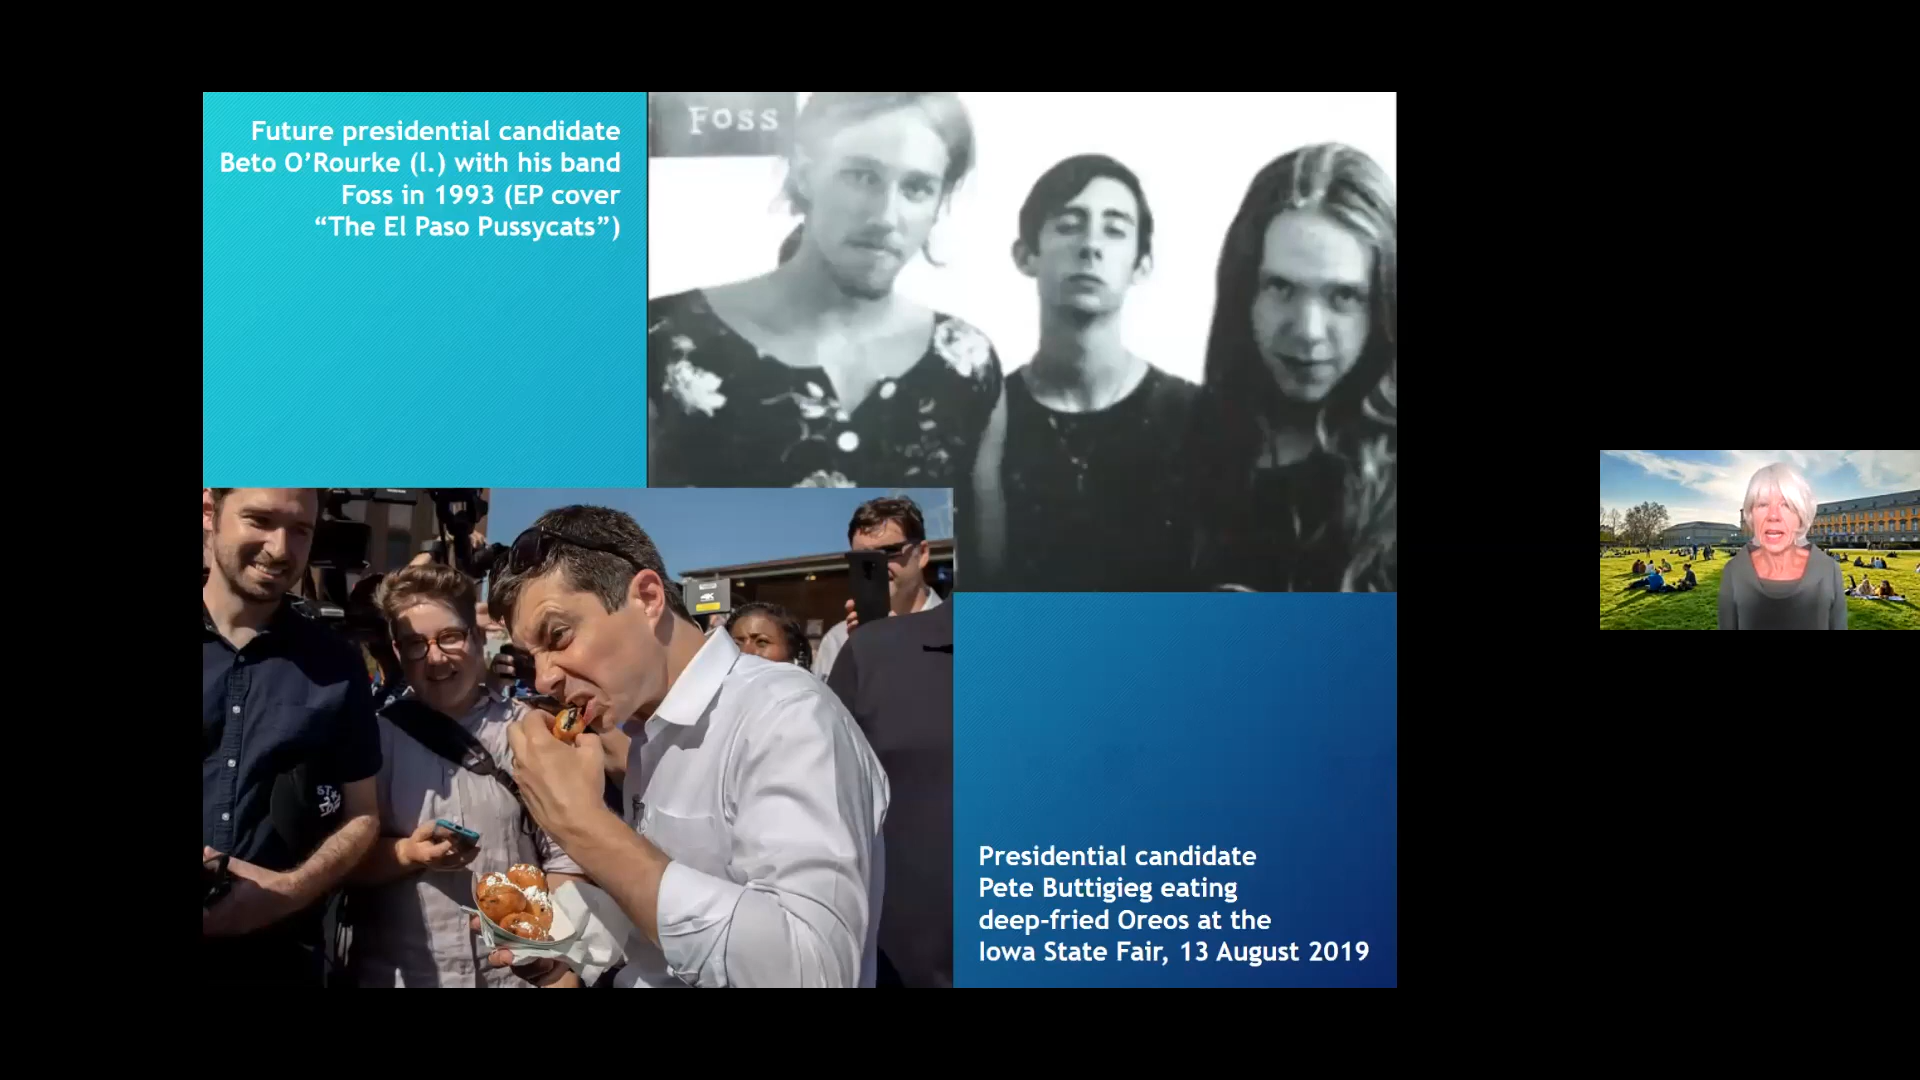 Future presidential candidate
Beto O’Rourke (l.) with his band
Foss in 1993 (EP cover
“The El Paso Pussycats”)
Foss
4K
Presidential candidate
Pete Buttigieg eating
deep-fried Oreos at the
Iowa State Fair, 13 August 2019